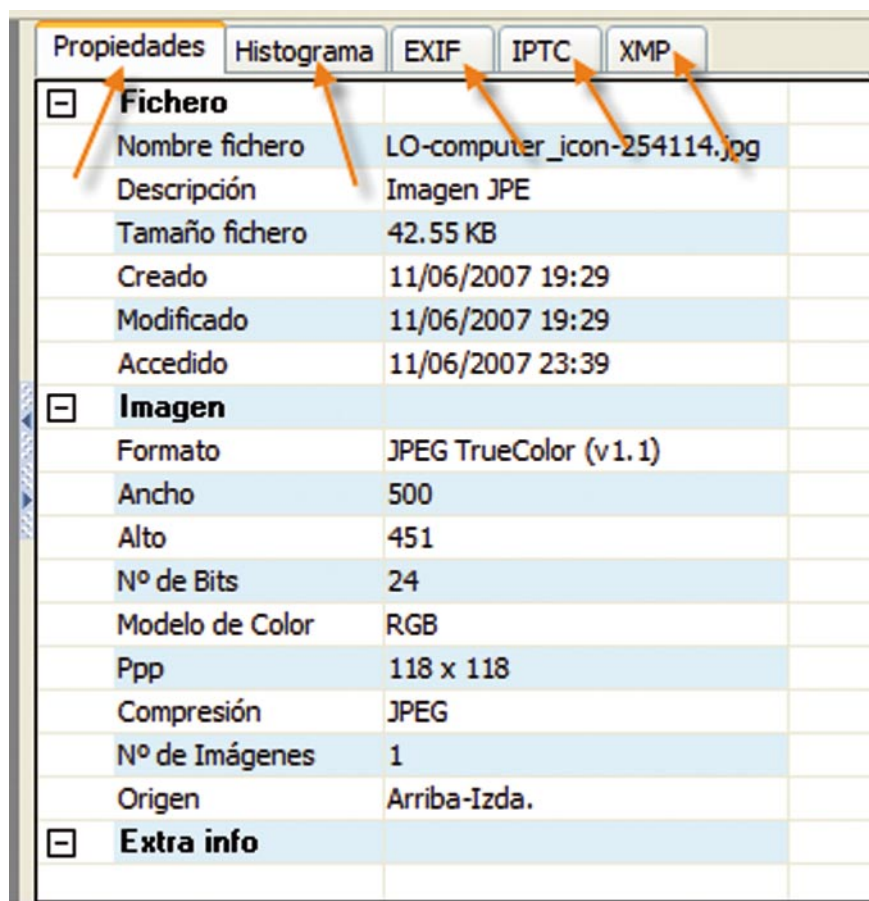 Propiedades Histograma EXIF IPTC XMP
Fichero
Nombre fichero LO-computer_icon-254114.jpg
Descripción Imagen JPE
Tamaño fichero 42.55 KB
Creado 11/06/2007 19:29
Modificado 11/06/2007 19:29
Accedido 11/06/2007 23:39
Imagen
Formato JPEG TrueColor (v1.1)
Ancho 500
Alto 451
Nº de Bits 24
Modelo de Color RGB
Ppp 118 x 118
Compresión JPEG
Nº de Imágenes 1
Origen Arriba-Izda.
Extra info